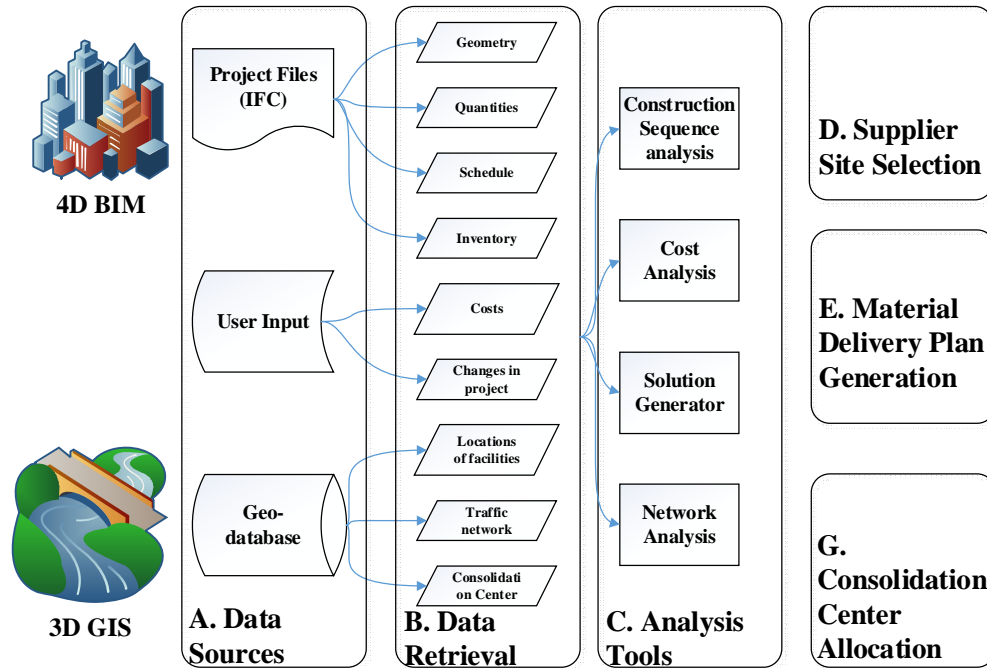 4D BIM
3D GIS
Project Files
(IFC)
User Input
Geo-
database
A. Data
Sources
Geometry
Quantities
Schedule
Inventory
Costs
Changes in
project
Locations
of facilities
Traffic
network
Consolidati
on Center
B. Data
Retrieval
Construction
Sequence
analysis
Cost
Analysis
Solution
Generator
Network
Analysis
C. Analysis
Tools
D. Supplier
Site Selection
E. Material
Delivery Plan
Generation
G.
Consolidation
Center
Allocation